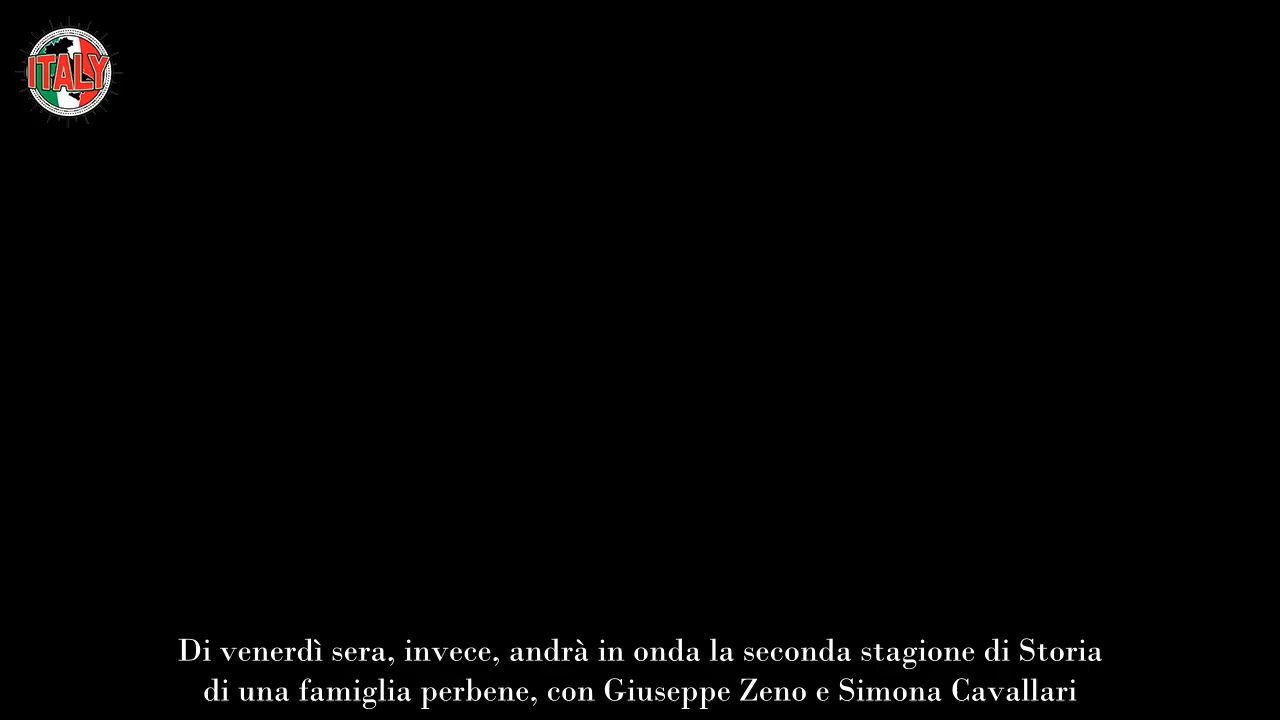 ITALY
Di venerdì sera, invece, andrà in onda la seconda stagione di Storia
di una famiglia perbene, con Giuseppe Zeno e Simona Cavallari